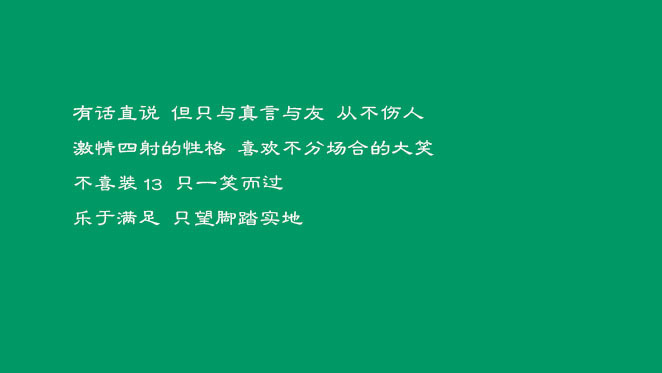 有话直说 但只与真言与友 从不伤人
激情四射的性格 喜欢不分场合的大笑
不喜装 13 只一笑而过
乐于满足 只望脚踏实地